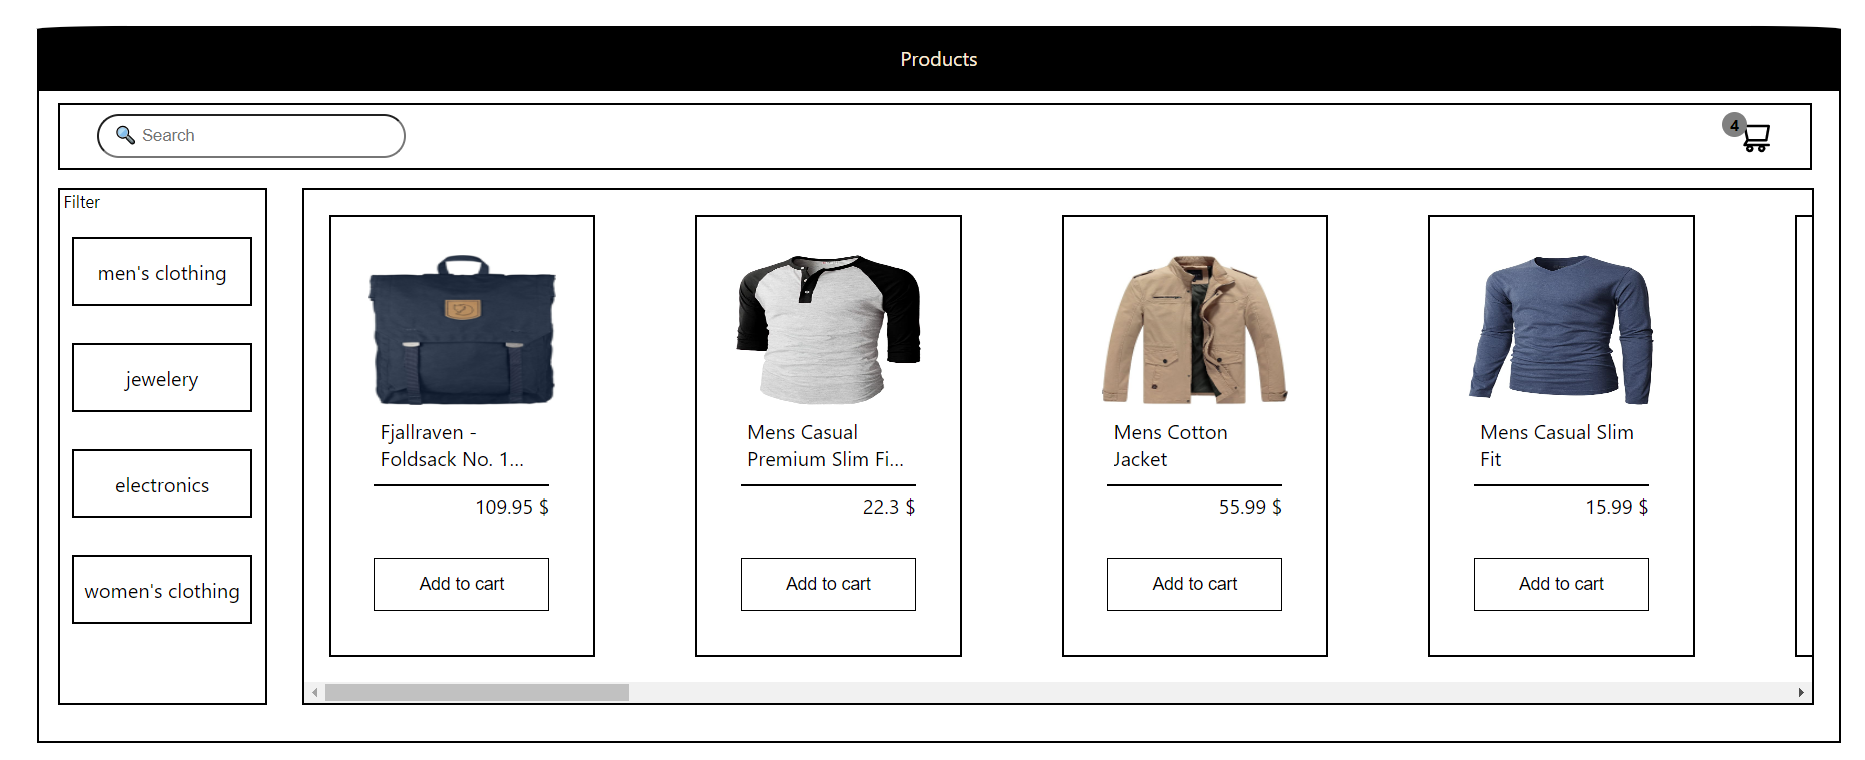 Products
🔍 Search
4
Filter
men's clothing
jewelery
electronics
women's clothing
Fjallraven -
Foldsack No. 1...
109.95 $
Add to cart
Mens Casual
Premium Slim Fi...
22.3 $
Add to cart
Mens Cotton
Jacket
55.99 $
Add to cart
Mens Casual Slim
Fit
15.99 $
Add to cart